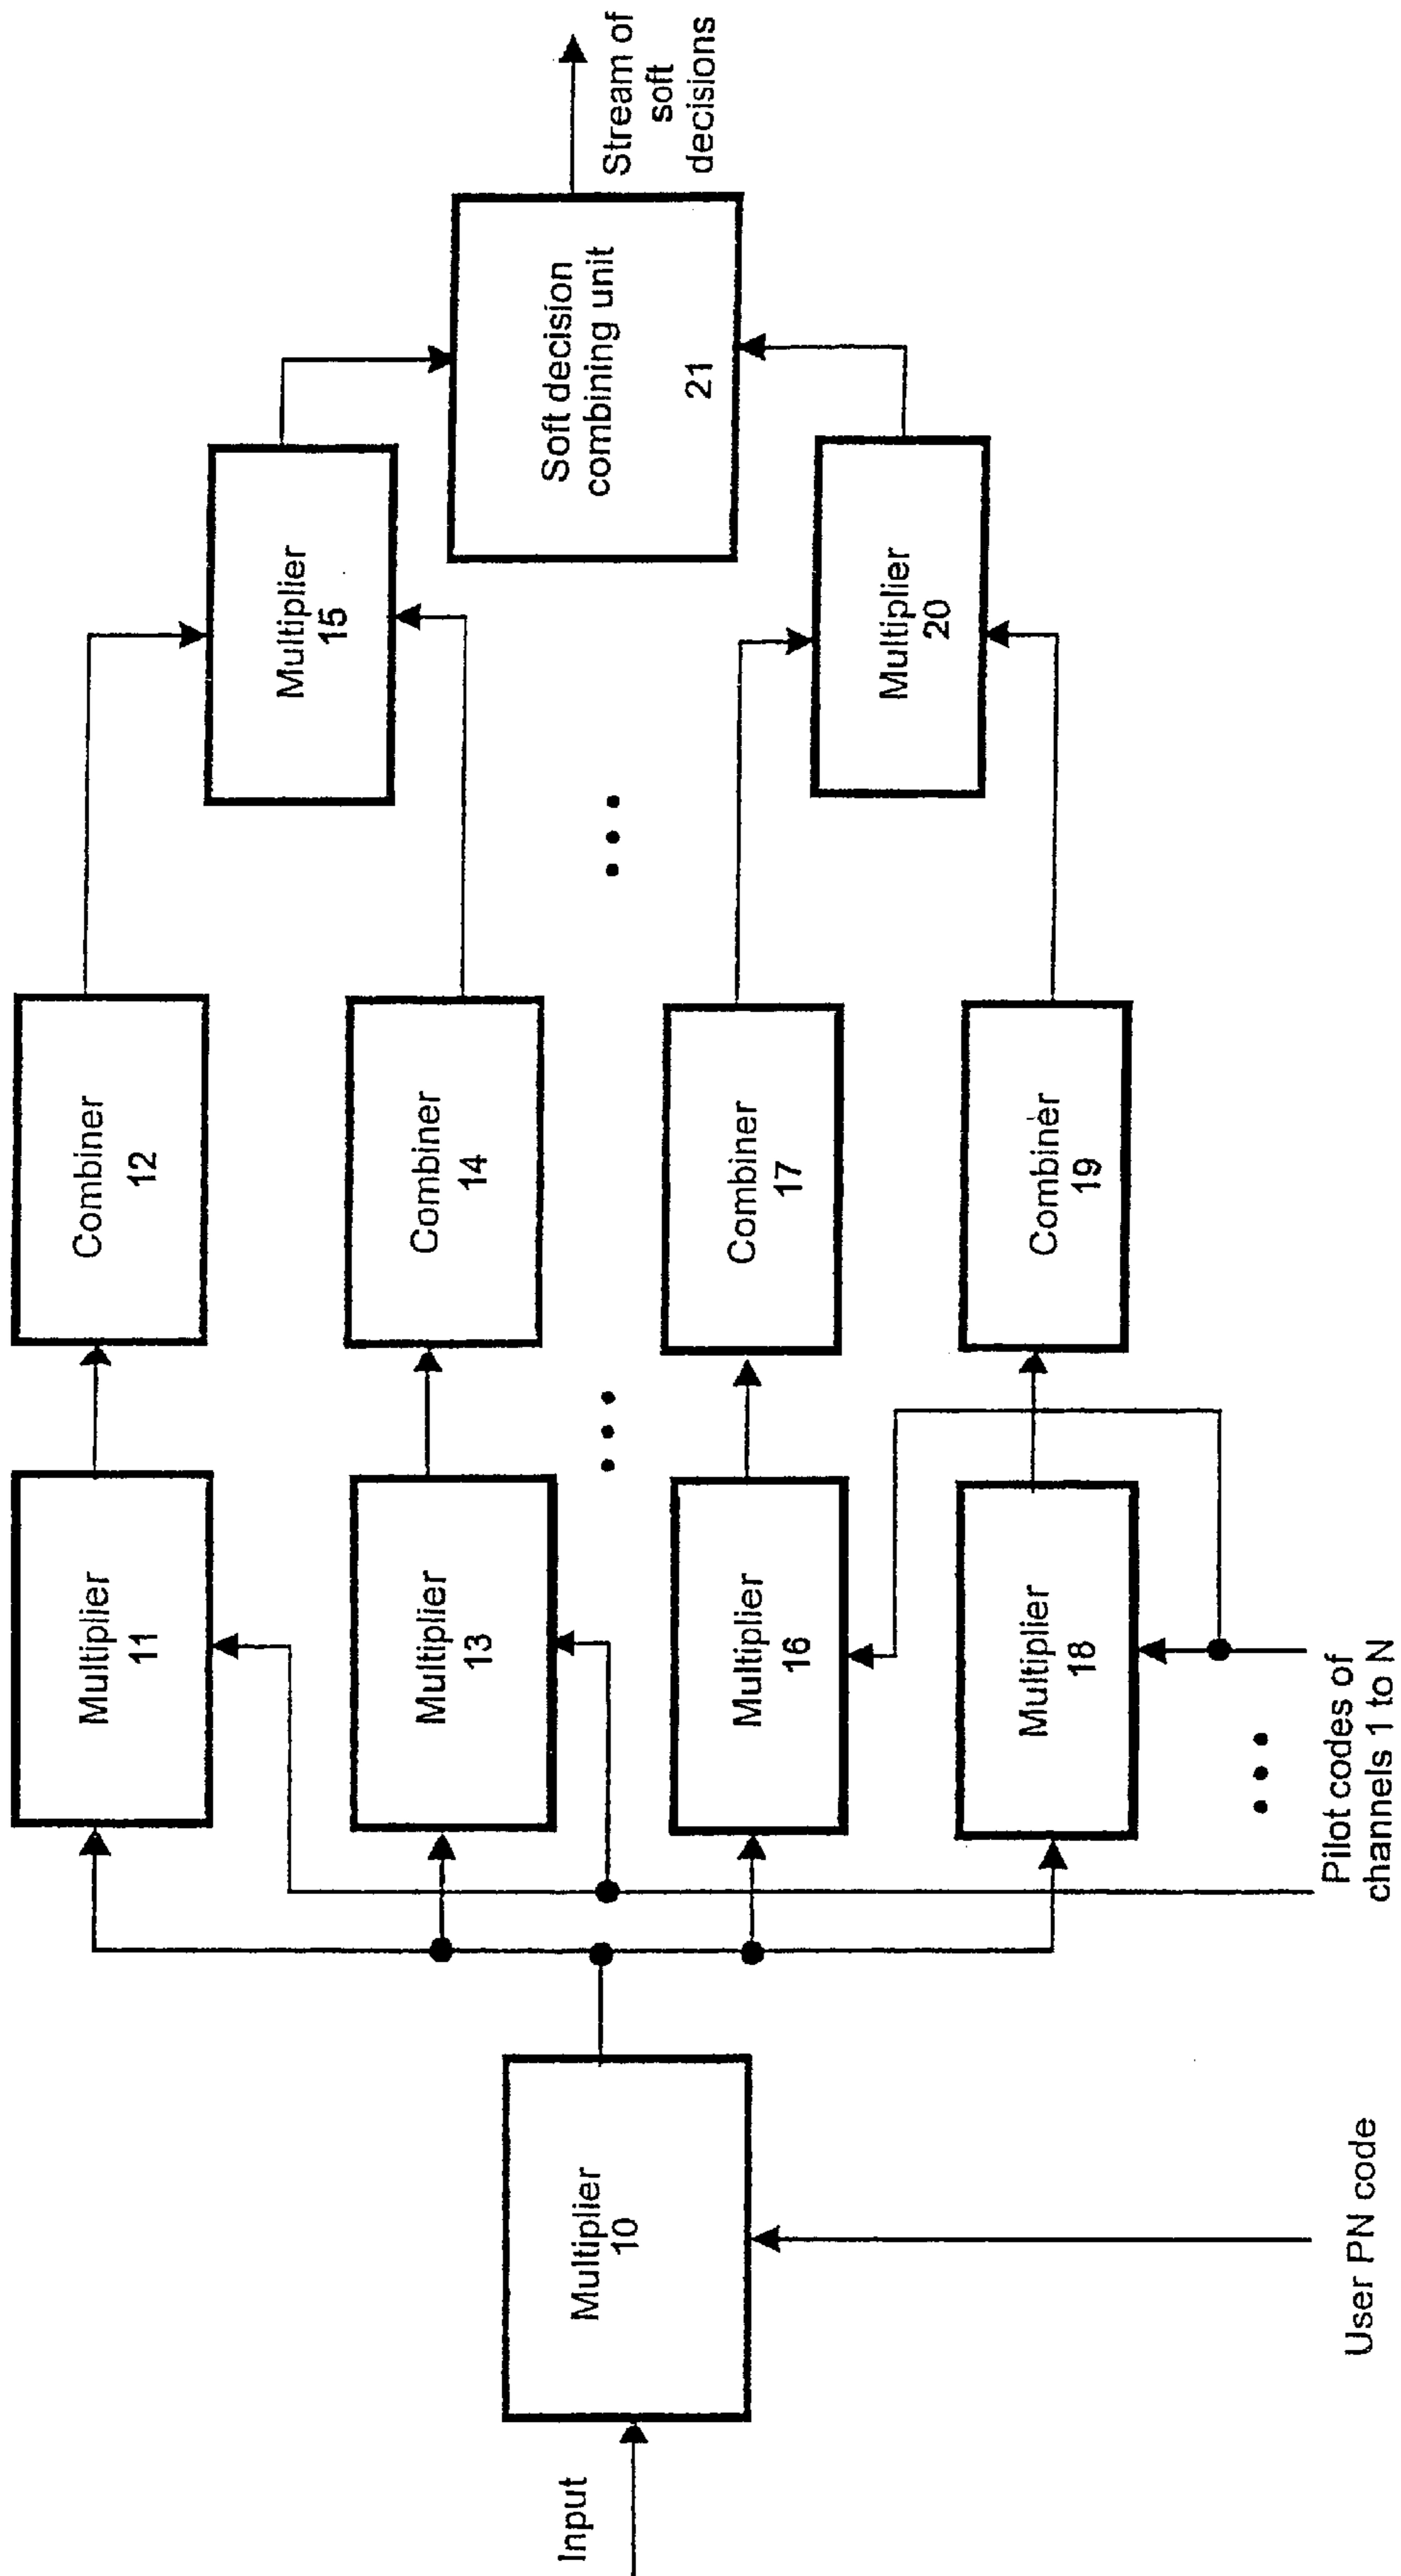 Input
Multiplier
10
User PN code
Multiplier
11
Multiplier
13
Multiplier
16
Multiplier
18
Pilot codes of
channels 1 to N
Combiner
12
Combiner
14
Combiner
17
Combiner
19
Multiplier
15
Multiplier
20
Soft decision
combining unit
21
Stream of
soft
decisions